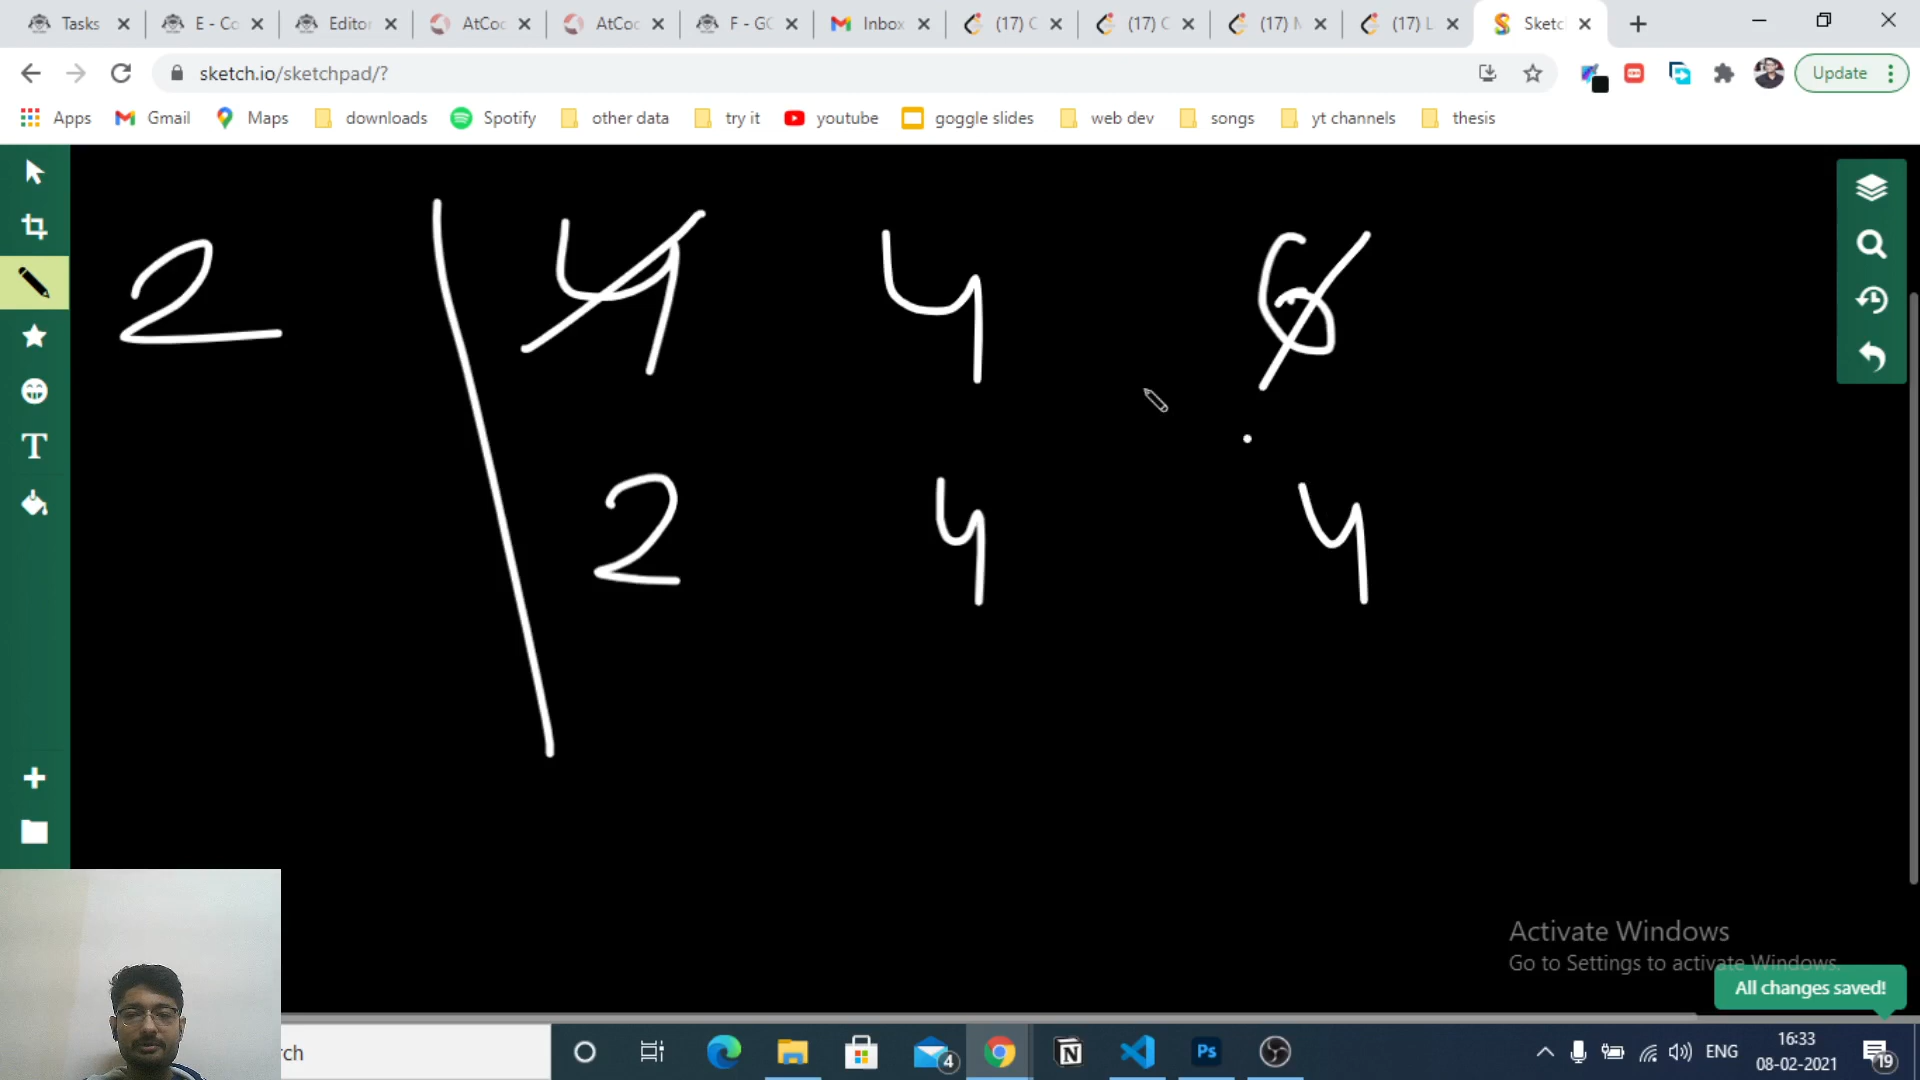 Tasks E - Co Editor AtCoc AtCoc F - GC Inbox (17) C (17) C (17) M (17) L Sketc
sketch.io/sketchpad/? Update
Apps Gmail Maps downloads Spotify other data try it youtube goggle slides web dev songs yt channels thesis
2 4 4 6
2 4 4
T
Activate Windows
Go to Settings to activate Windows.
All changes saved!
rch 4 N Ps ENG 16:33 19
08-02-2021